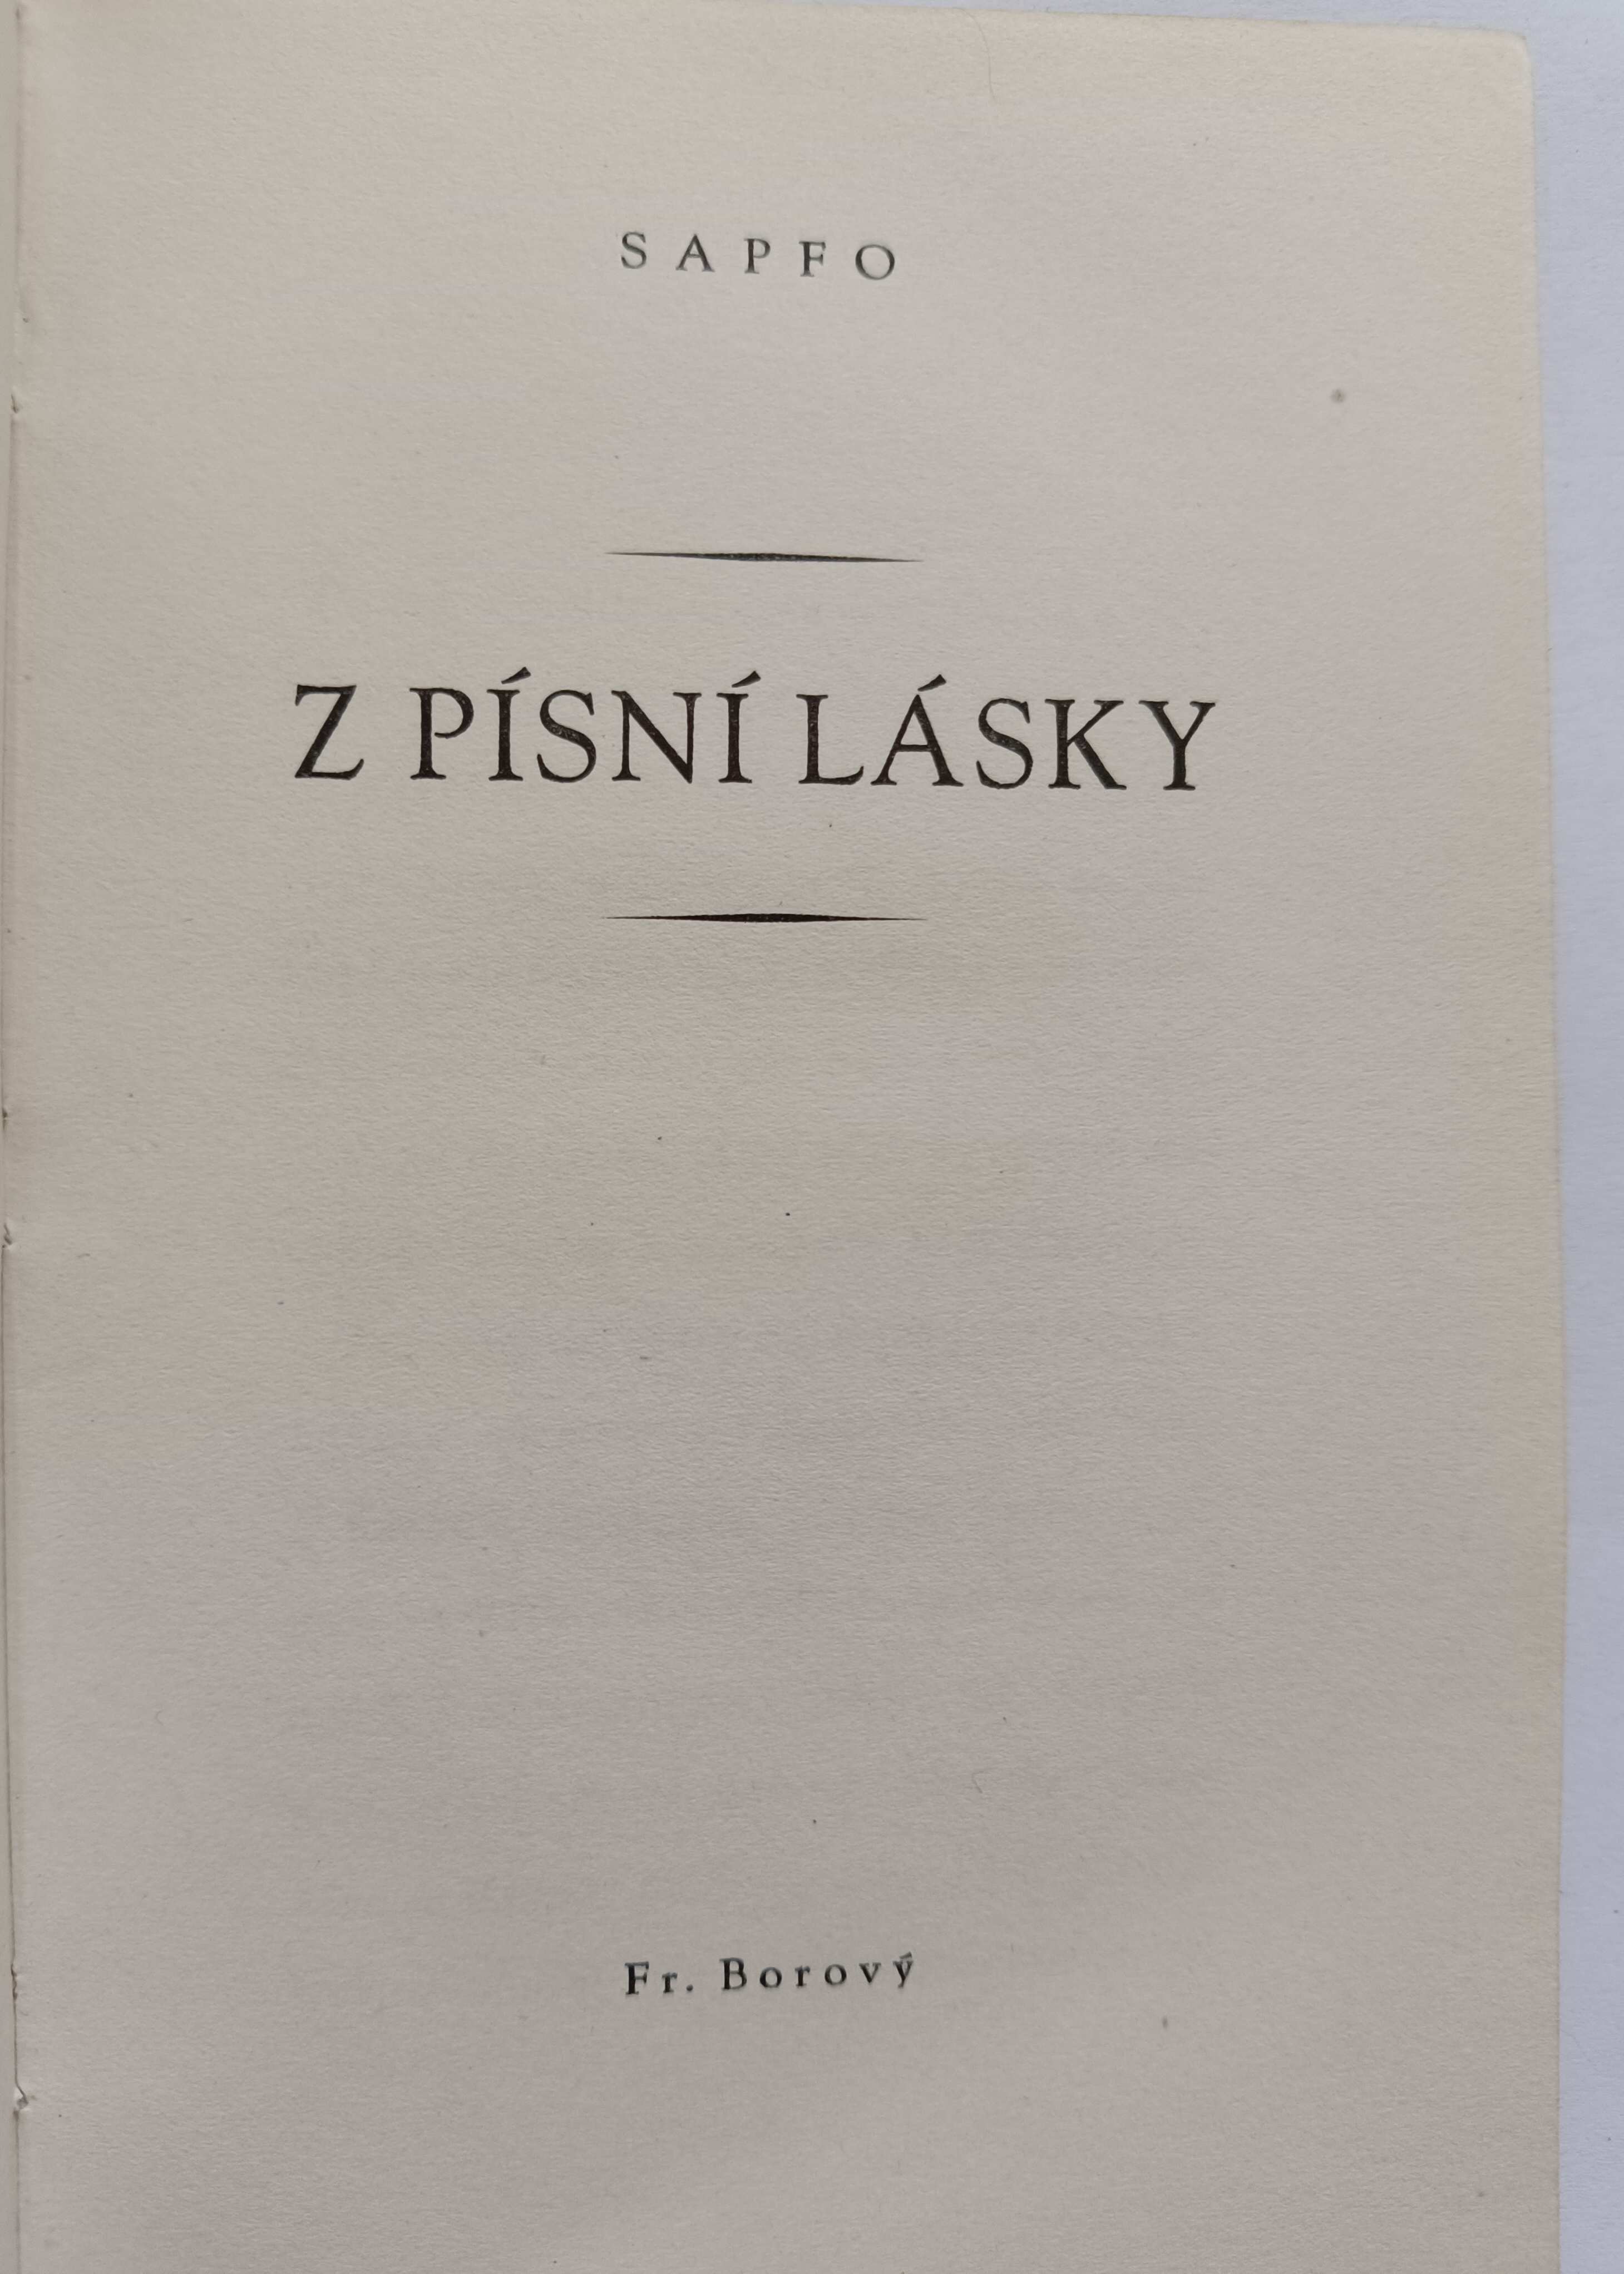 SAPFO
Z PÍSNÍ LÁSKY
Fr. Borový